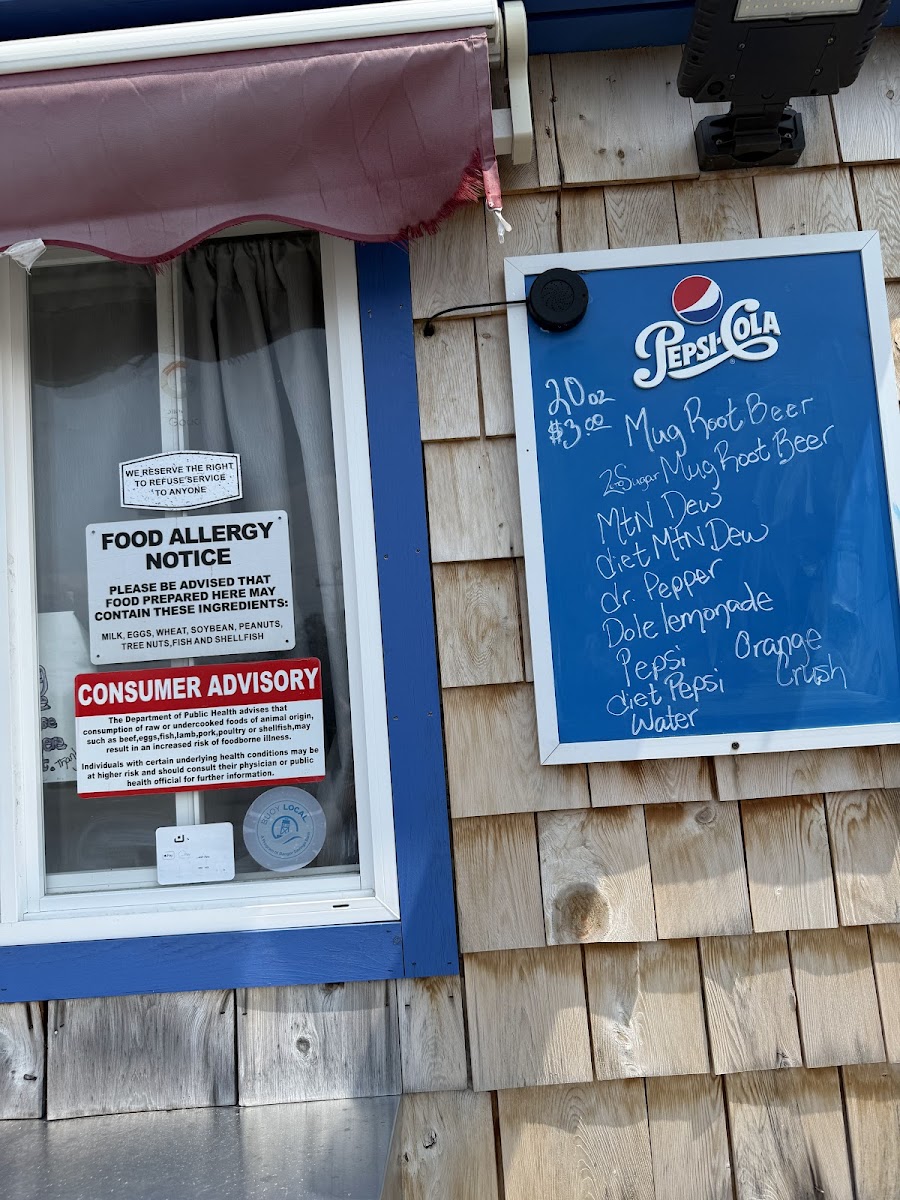 WE RESERVE THE RIGHT
TO REFUSE SERVICE
TO ANYONE
FOOD ALLERGY
NOTICE
PLEASE BE ADVISED THAT
FOOD PREPARED HERE MAY
CONTAIN THESE INGREDIENTS:
MILK, EGGS, WHEAT, SOYBEAN, PEANUTS,
TREE NUTS,FISH AND SHELLFISH
CONSUMER ADVISORY
The Department of Public Health advises that
consumption of raw or undercooked foods of animal origin,
such as beef,eggs,fish,lamb,pork,poultry or shellfish,may
result in an increased risk of foodborne illness.
Individuals with certain underlying health conditions may be
at higher risk and should consult their physician or public
health official for further information.
BUOY LOCAL
PEPSI-COLA
20 oz
$3.00
Mug Root Beer
Sugar Mug Root Beer
MtN Dew
diet MtN Dew
dr. Pepper
Dole lemonade
Pepsi
diet Pepsi
Water
Orange
Crush